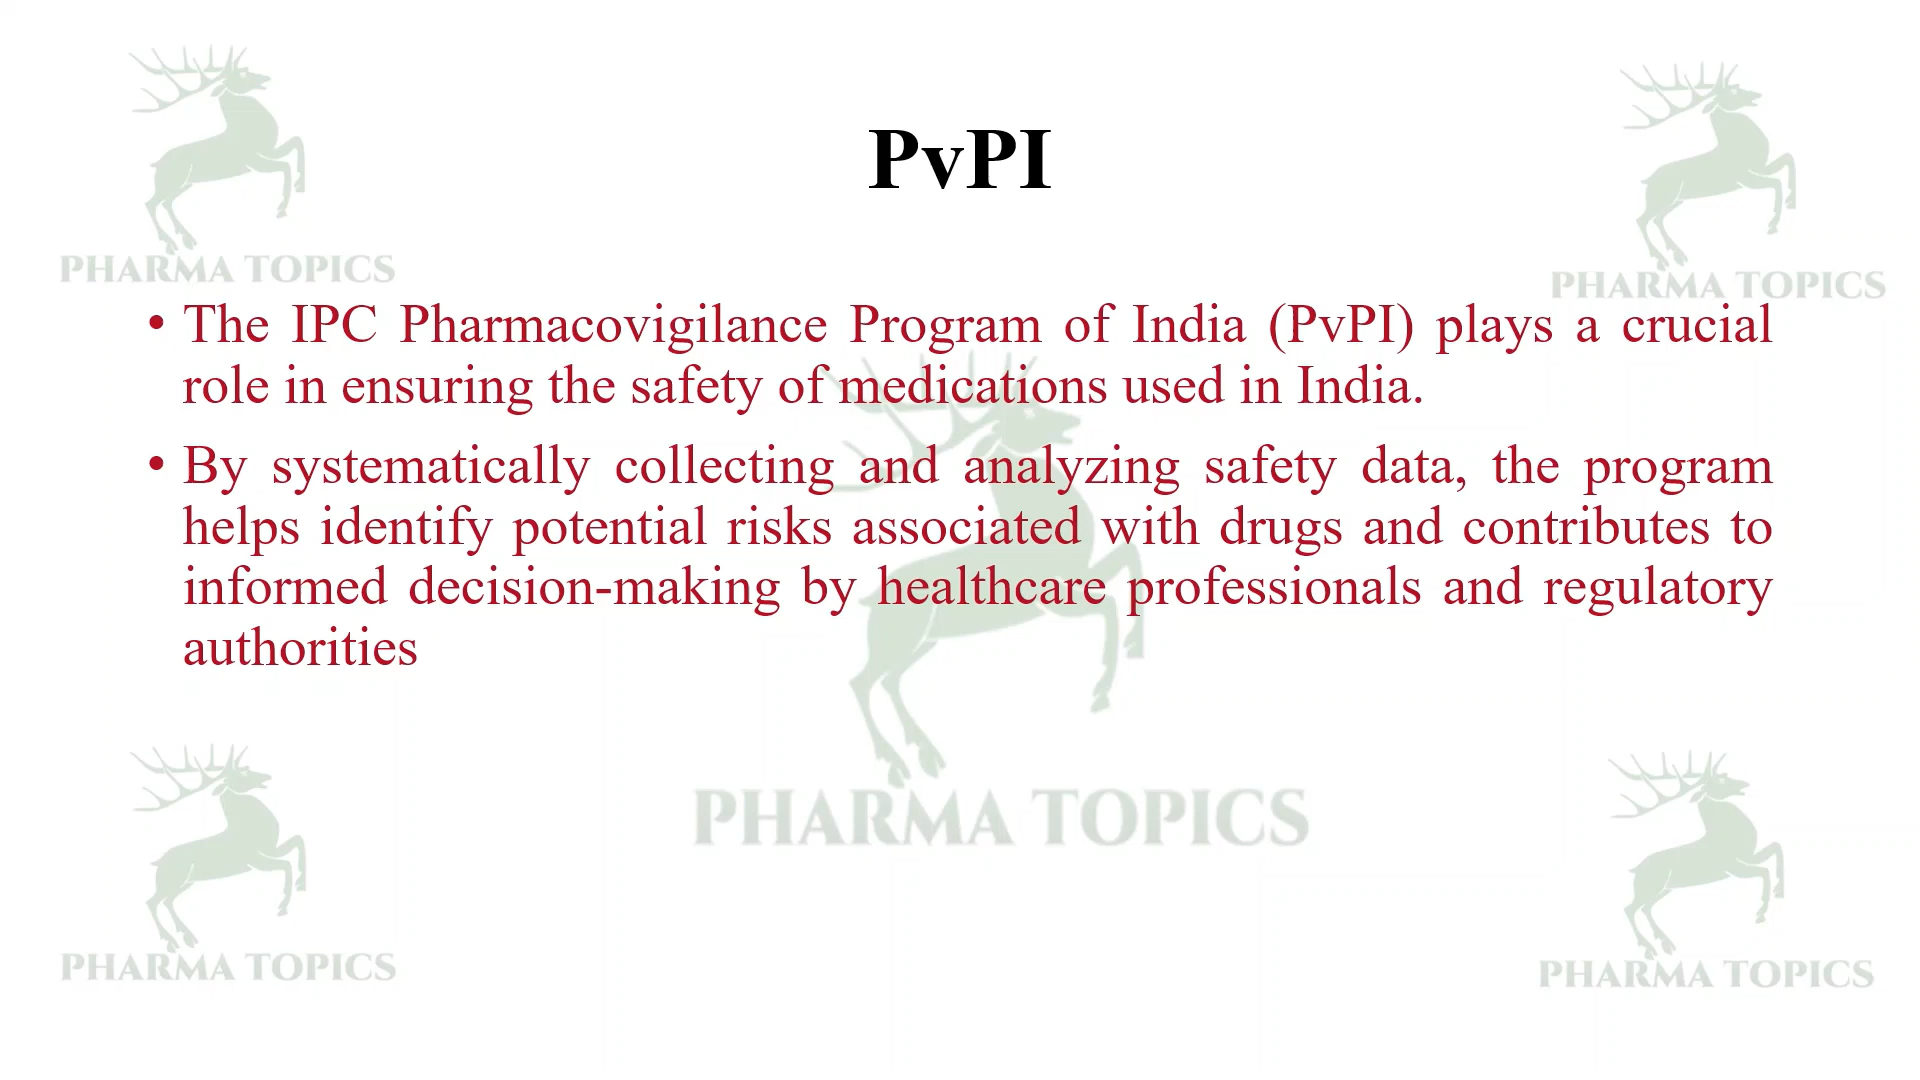 PvPI
PHARMA TOPICS
PHARMA TOPICS
• The IPC Pharmacovigilance Program of India (PvPI) plays a crucial
role in ensuring the safety of medications used in India.
• By systematically collecting and analyzing safety data, the program
helps identify potential risks associated with drugs and contributes to
informed decision-making by healthcare professionals and regulatory
authorities
PHARMA TOPICS
PHARMA TOPICS
PHARMA TOPICS